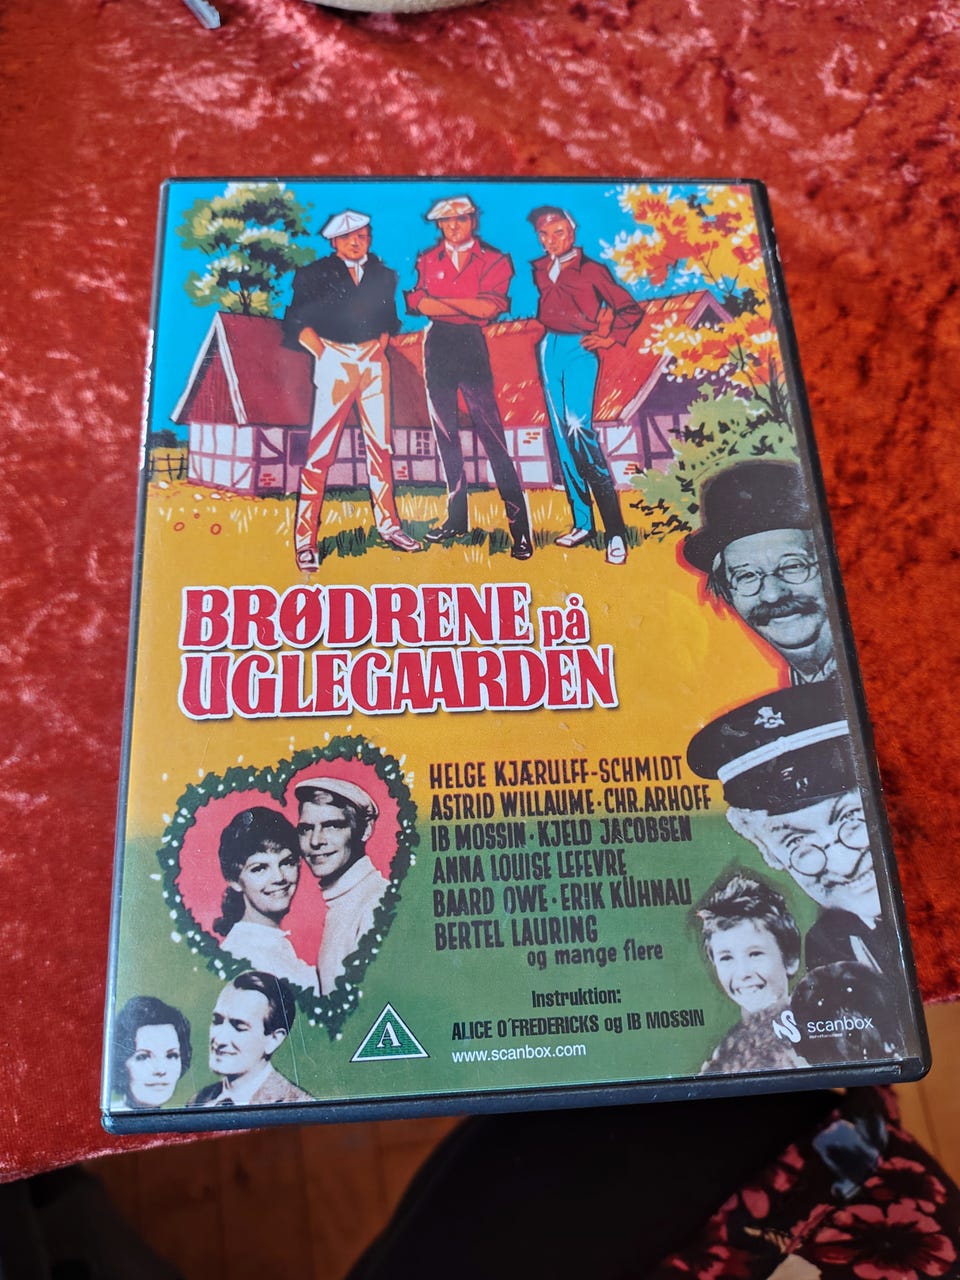 BRØDRENE på
UGLEGAARDEN
HELGE KJÆRULFF-SCHMIDT
ASTRID WILLAUME·CHR.ARHOFF
IB MOSSIN·KJELD JACOBSEN
ANNA LOUISE LEFEVRE
BAARD OWE·ERIK KÜHNAU
BERTEL LAURING
og mange flere
Instruktion:
ALICE O'FREDERICKS og IB MOSSIN
A
www.scanbox.com
scanbox